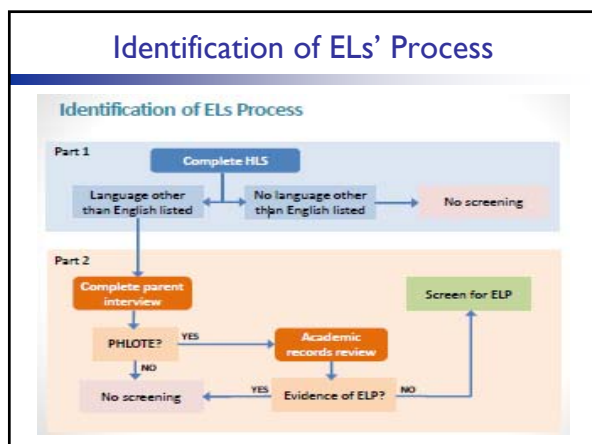 Identification of ELs' Process
Identification of ELs Process
Part 1
Complete HLS
Language other
than English listed
No language other
than English listed
No screening
Part 2
Complete parent
interview
Screen for ELP
PHLOTE?
YES
Academic
records review
NO
No screening
YES
Evidence of ELP?
NO